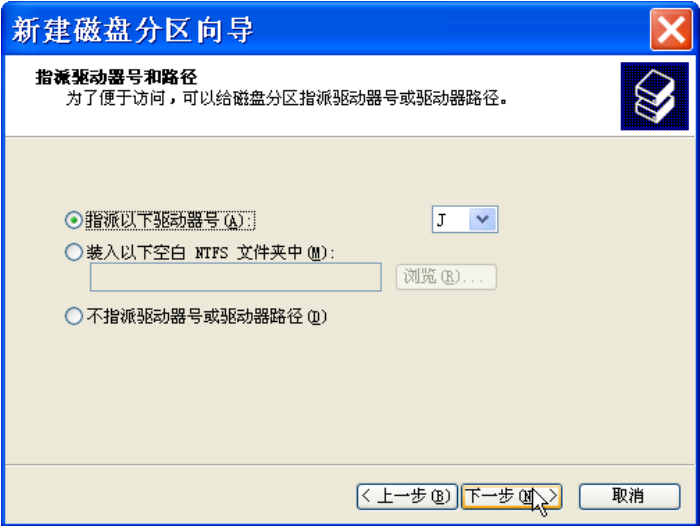 新建磁盘分区向导
指派驱动器号和路径
为了便于访问，可以给磁盘分区指派驱动器号或驱动器路径。
指派以下驱动器号(A): J
装入以下空白 NTFS 文件夹中(M):
浏览(R)...
不指派驱动器号或驱动器路径(D)
< 上一步(B) 下一步(N) > 取消